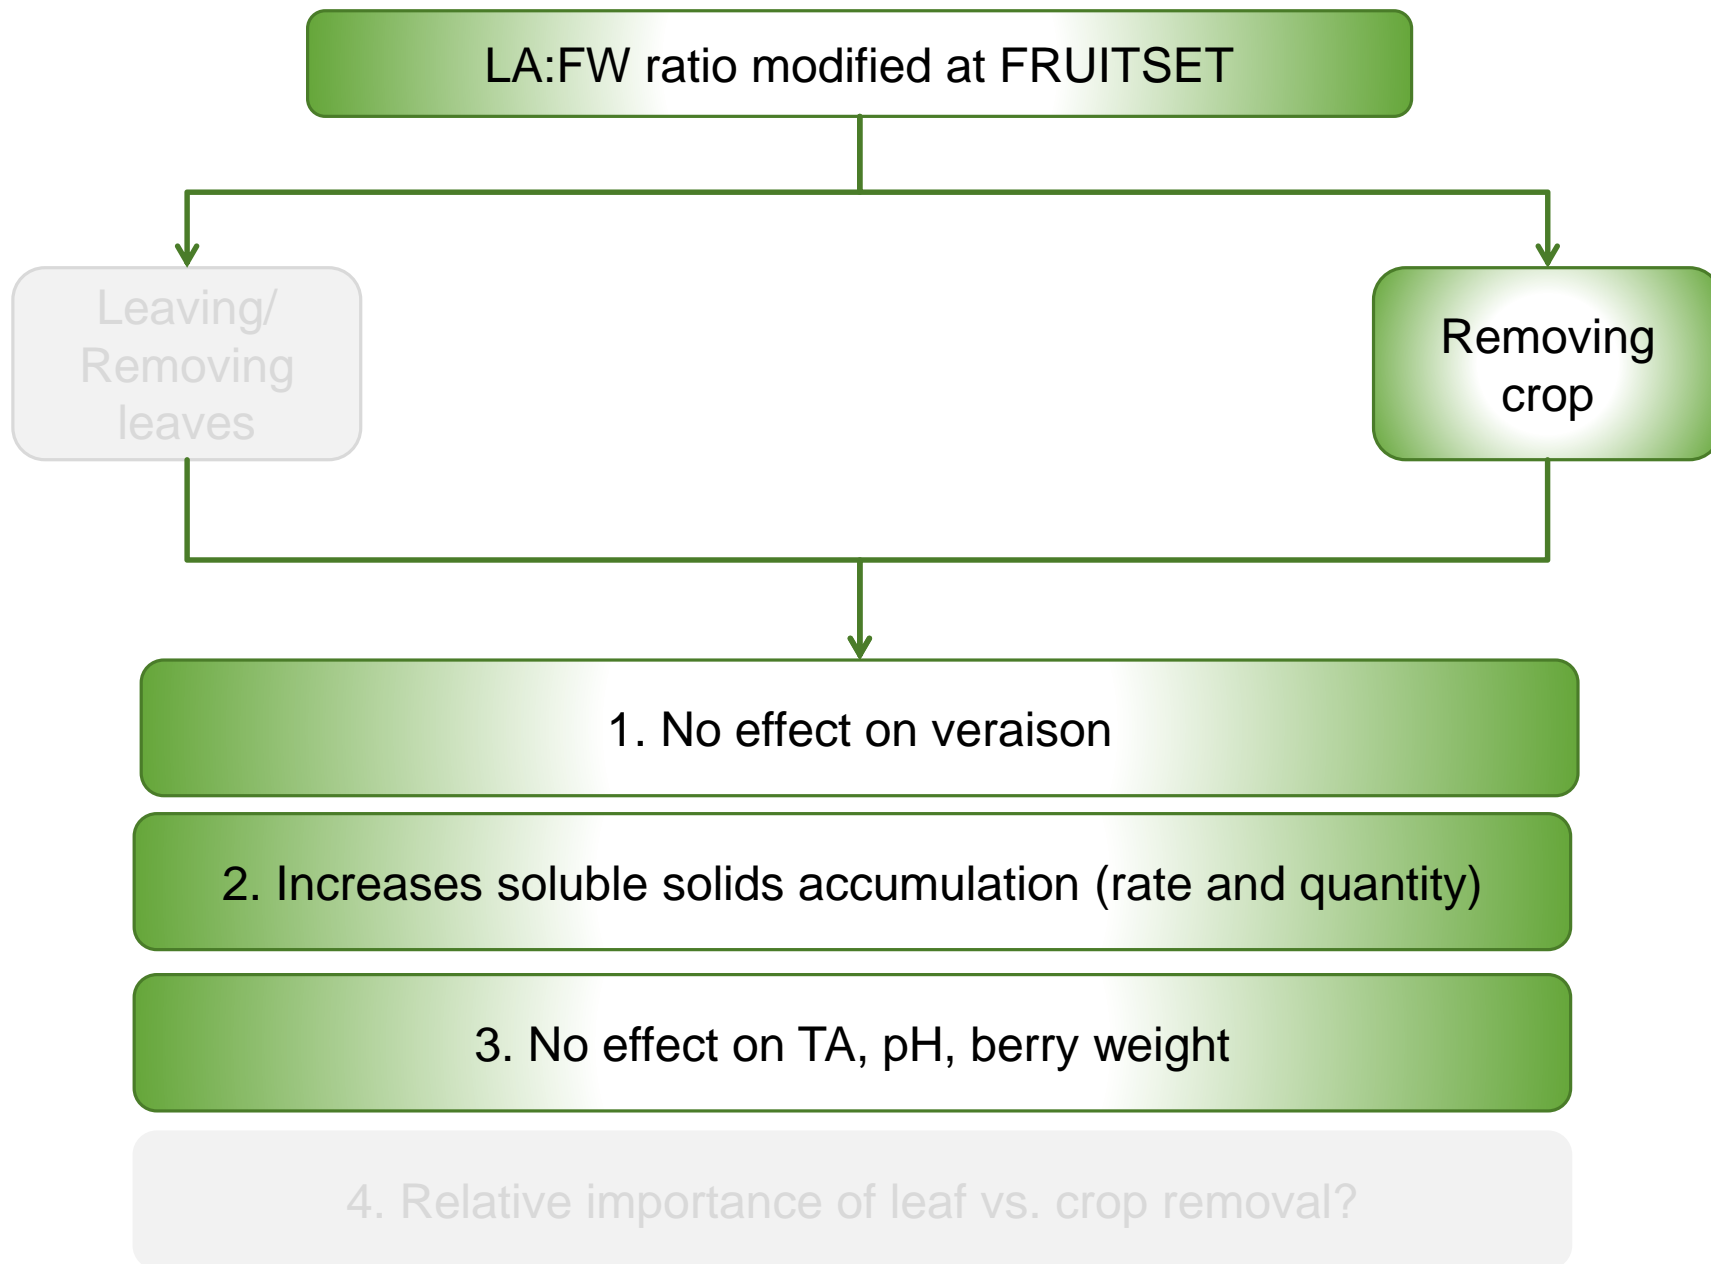 LA:FW ratio modified at FRUITSET
Leaving/
Removing
leaves
Removing
crop
1. No effect on veraison
2. Increases soluble solids accumulation (rate and quantity)
3. No effect on TA, pH, berry weight
4. Relative importance of leaf vs. crop removal?